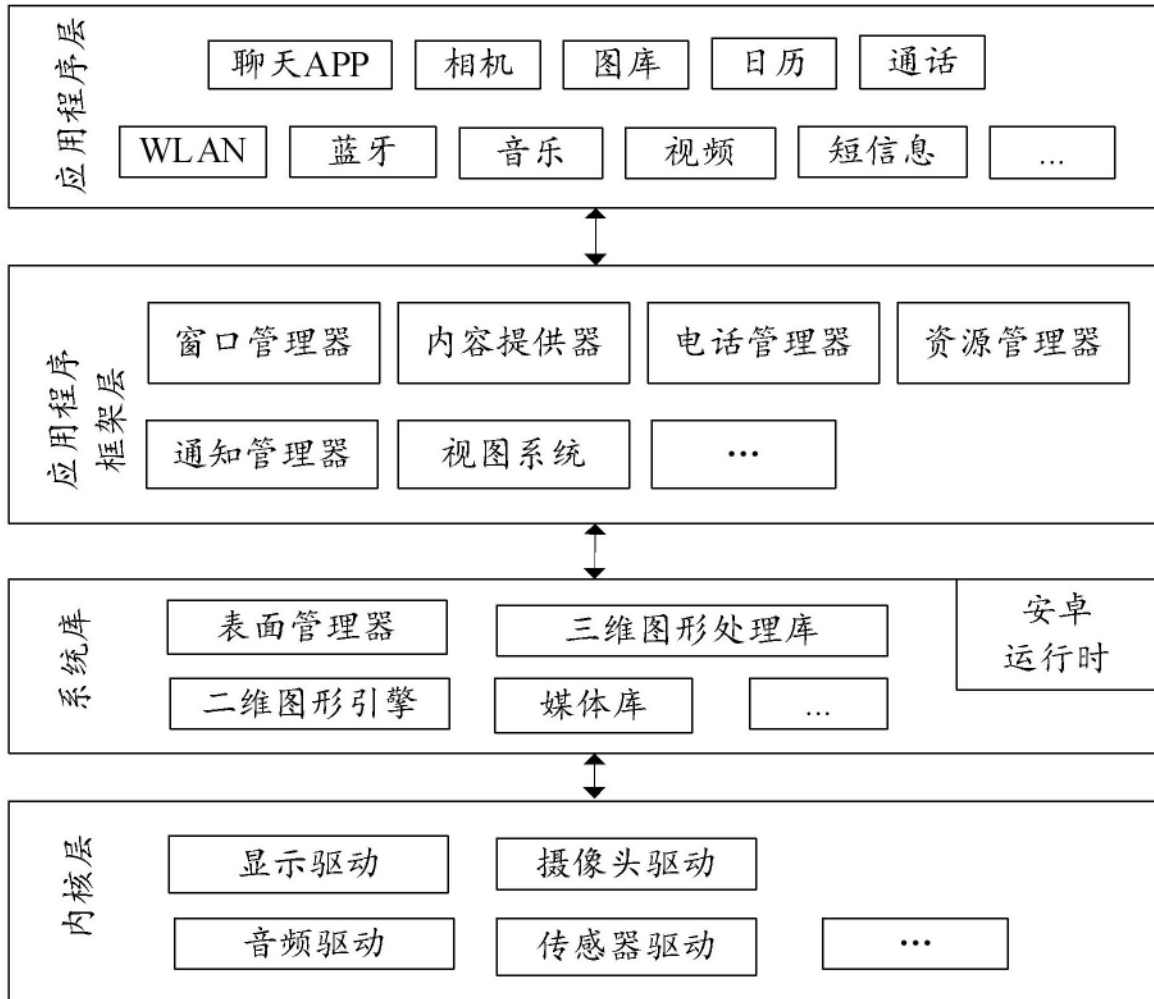 应用程序层
聊天APP 相机 图库 日历 通话
WLAN 蓝牙 音乐 视频 短信息 ...
应用程序
框架层
窗口管理器 内容提供器 电话管理器 资源管理器
通知管理器 视图系统 ...
系统库
表面管理器 三维图形处理库
安卓
运行时
二维图形引擎 媒体库 ...
内核层
显示驱动 摄像头驱动
音频驱动 传感器驱动 ...